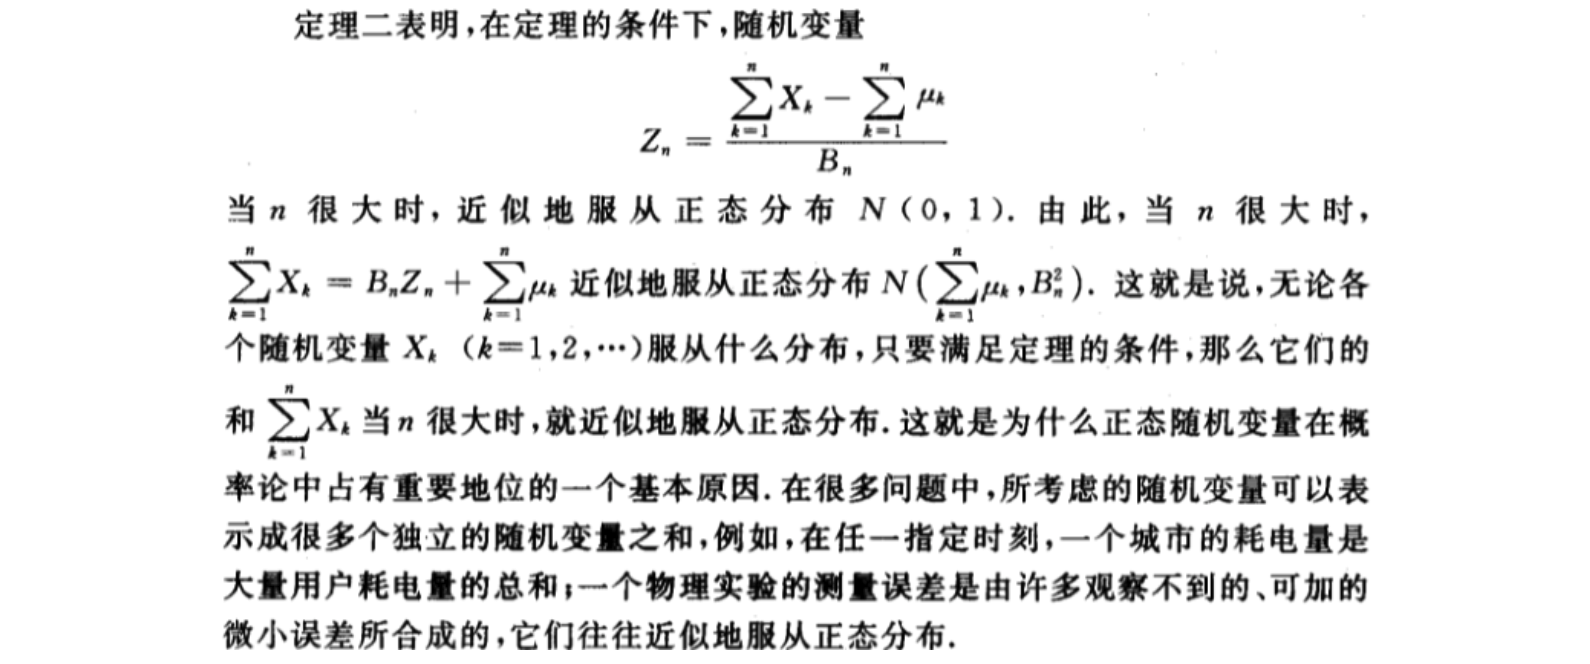 定理二表明,在定理的条件下,随机变量
Z_n = \frac{\sum_{k=1}^{n} X_k - \sum_{k=1}^{n} \mu_k}{B_n}
当 n 很大时,近似地服从正态分布 N(0,1). 由此,当 n 很大时,
\sum_{k=1}^{n} X_k = B_n Z_n + \sum_{k=1}^{n} \mu_k 近似地服从正态分布 N(\sum_{k=1}^{n} \mu_k, B_n^2). 这就是说,无论各
个随机变量 X_k (k=1,2,…)服从什么分布,只要满足定理的条件,那么它们的
和 \sum_{k=1}^{n} X_k 当 n 很大时,就近似地服从正态分布. 这就是为什么正态随机变量在概
率论中占有重要地位的一个基本原因. 在很多问题中,所考虑的随机变量可以表
示成很多个独立的随机变量之和,例如,在任一指定时刻,一个城市的耗电量是
大量用户耗电量的总和;一个物理实验的测量误差是由许多观察不到的、可加的
微小误差所合成的,它们往往近似地服从正态分布.